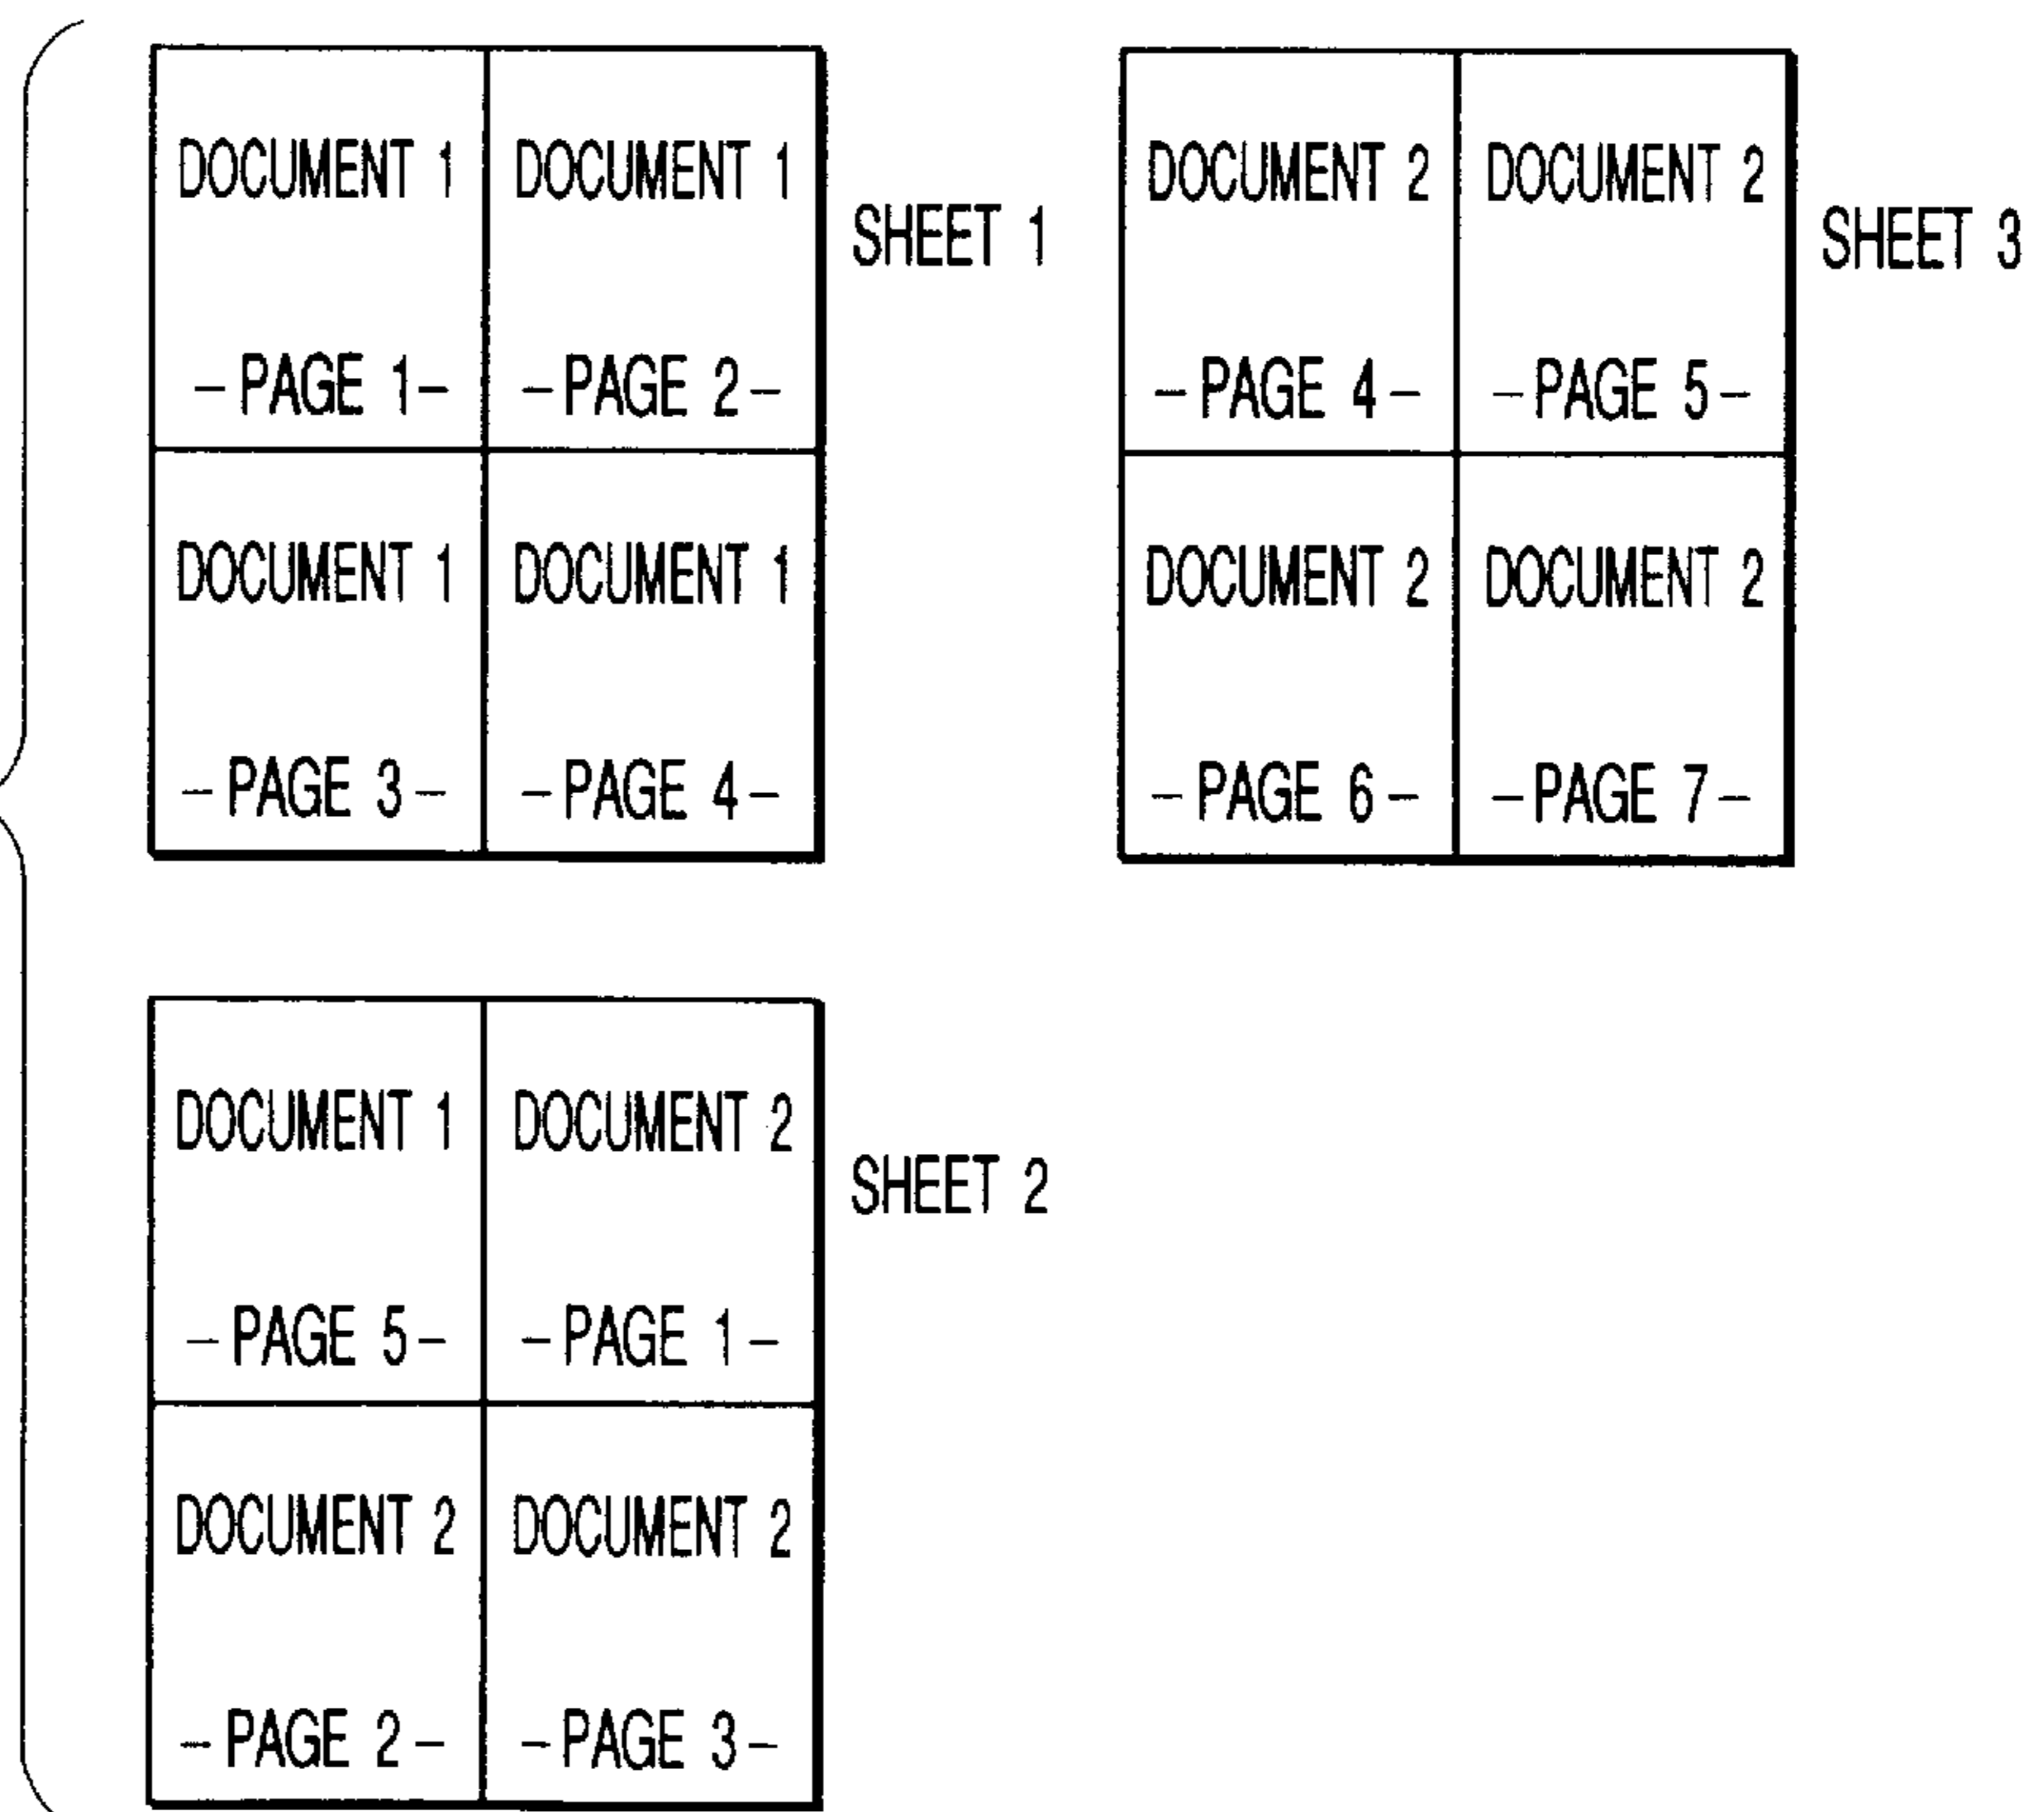 DOCUMENT 1 DOCUMENT 1
SHEET 1
– PAGE 1 – – PAGE 2 –
DOCUMENT 1 DOCUMENT 1
– PAGE 3 – – PAGE 4 –
DOCUMENT 1 DOCUMENT 2
SHEET 2
– PAGE 5 – – PAGE 1 –
DOCUMENT 2 DOCUMENT 2
– PAGE 2 – – PAGE 3 –
DOCUMENT 2 DOCUMENT 2
SHEET 3
– PAGE 4 – – PAGE 5 –
DOCUMENT 2 DOCUMENT 2
– PAGE 6 – – PAGE 7 –